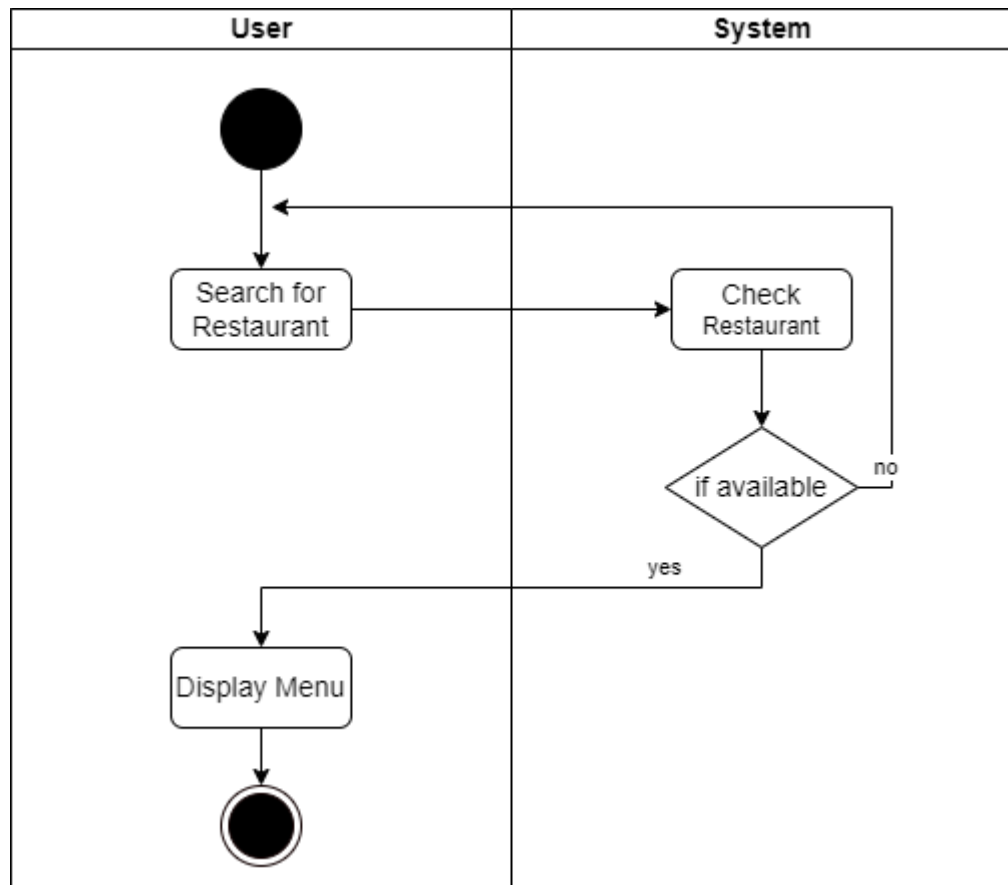 User
System
Search for
Restaurant
Check
Restaurant
if available
no
yes
Display Menu